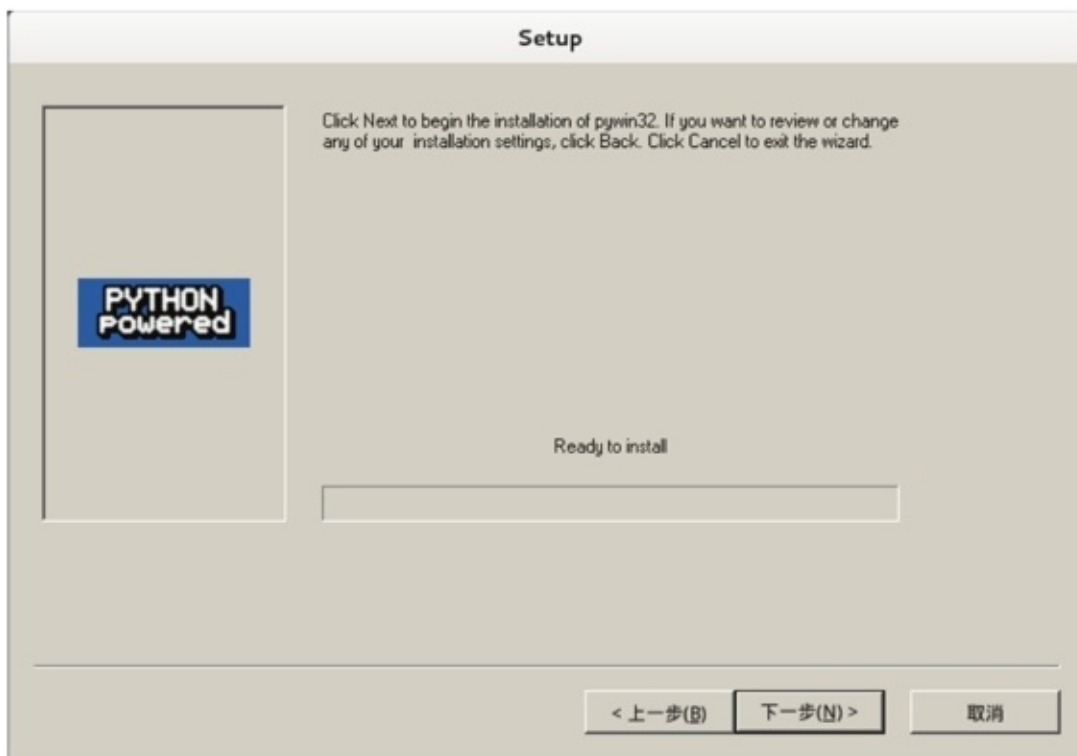 Setup
Click Next to begin the installation of pywin32. If you want to review or change
any of your installation settings, click Back. Click Cancel to exit the wizard.
PYTHON
Powered
Ready to install
< 上一步(B)
下一步(N) >
取消